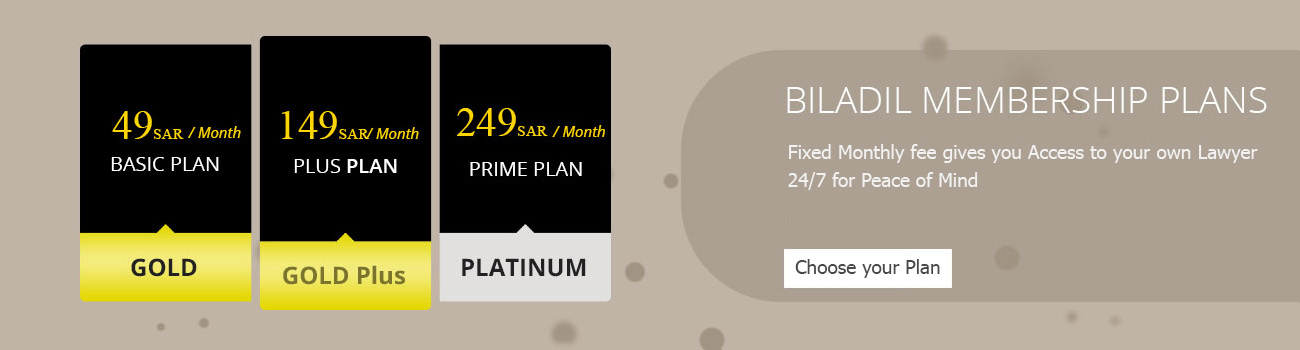 49SAR / Month
BASIC PLAN
GOLD
149SAR/ Month
PLUS PLAN
GOLD Plus
249SAR / Month
PRIME PLAN
PLATINUM
BILADIL MEMBERSHIP PLANS
Fixed Monthly fee gives you Access to your own Lawyer
24/7 for Peace of Mind
Choose your Plan